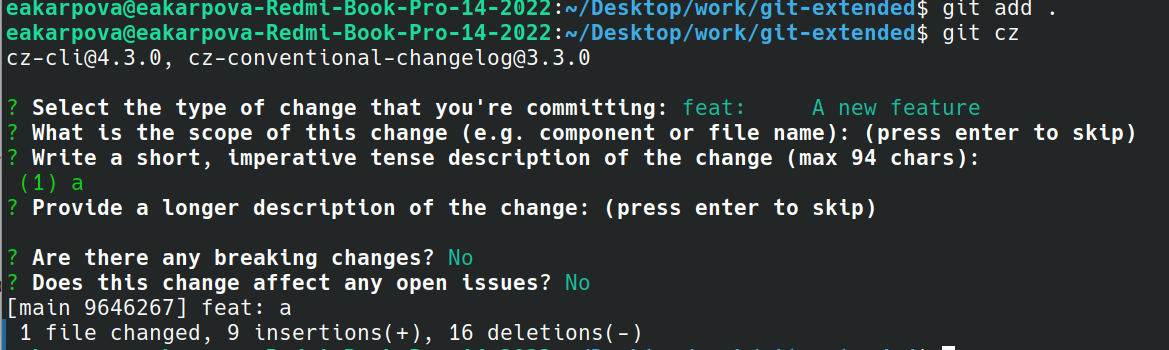 eakarpova@eakarpova-Redmi-Book-Pro-14-2022:~/Desktop/work/git-extended$ git add .
eakarpova@eakarpova-Redmi-Book-Pro-14-2022:~/Desktop/work/git-extended$ git cz
cz-cli@4.3.0, cz-conventional-changelog@3.3.0
? Select the type of change that you're committing: feat:     A new feature
? What is the scope of this change (e.g. component or file name): (press enter to skip)
? Write a short, imperative tense description of the change (max 94 chars):
(1) a
? Provide a longer description of the change: (press enter to skip)
? Are there any breaking changes? No
? Does this change affect any open issues? No
[main 9646267] feat: a
1 file changed, 9 insertions(+), 16 deletions(-)